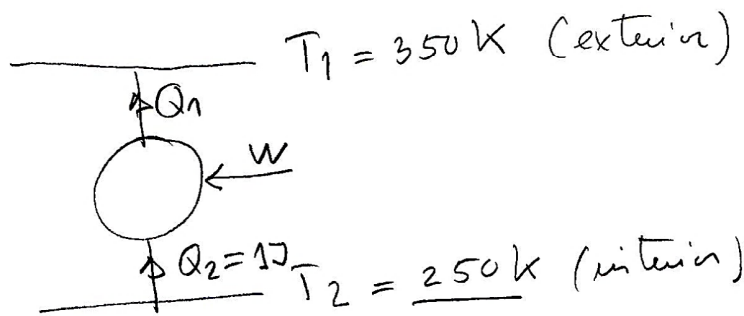 T1 = 350 K (exterior)
Q1
W
Q2 = 1J
T2 = 250 K (interior)